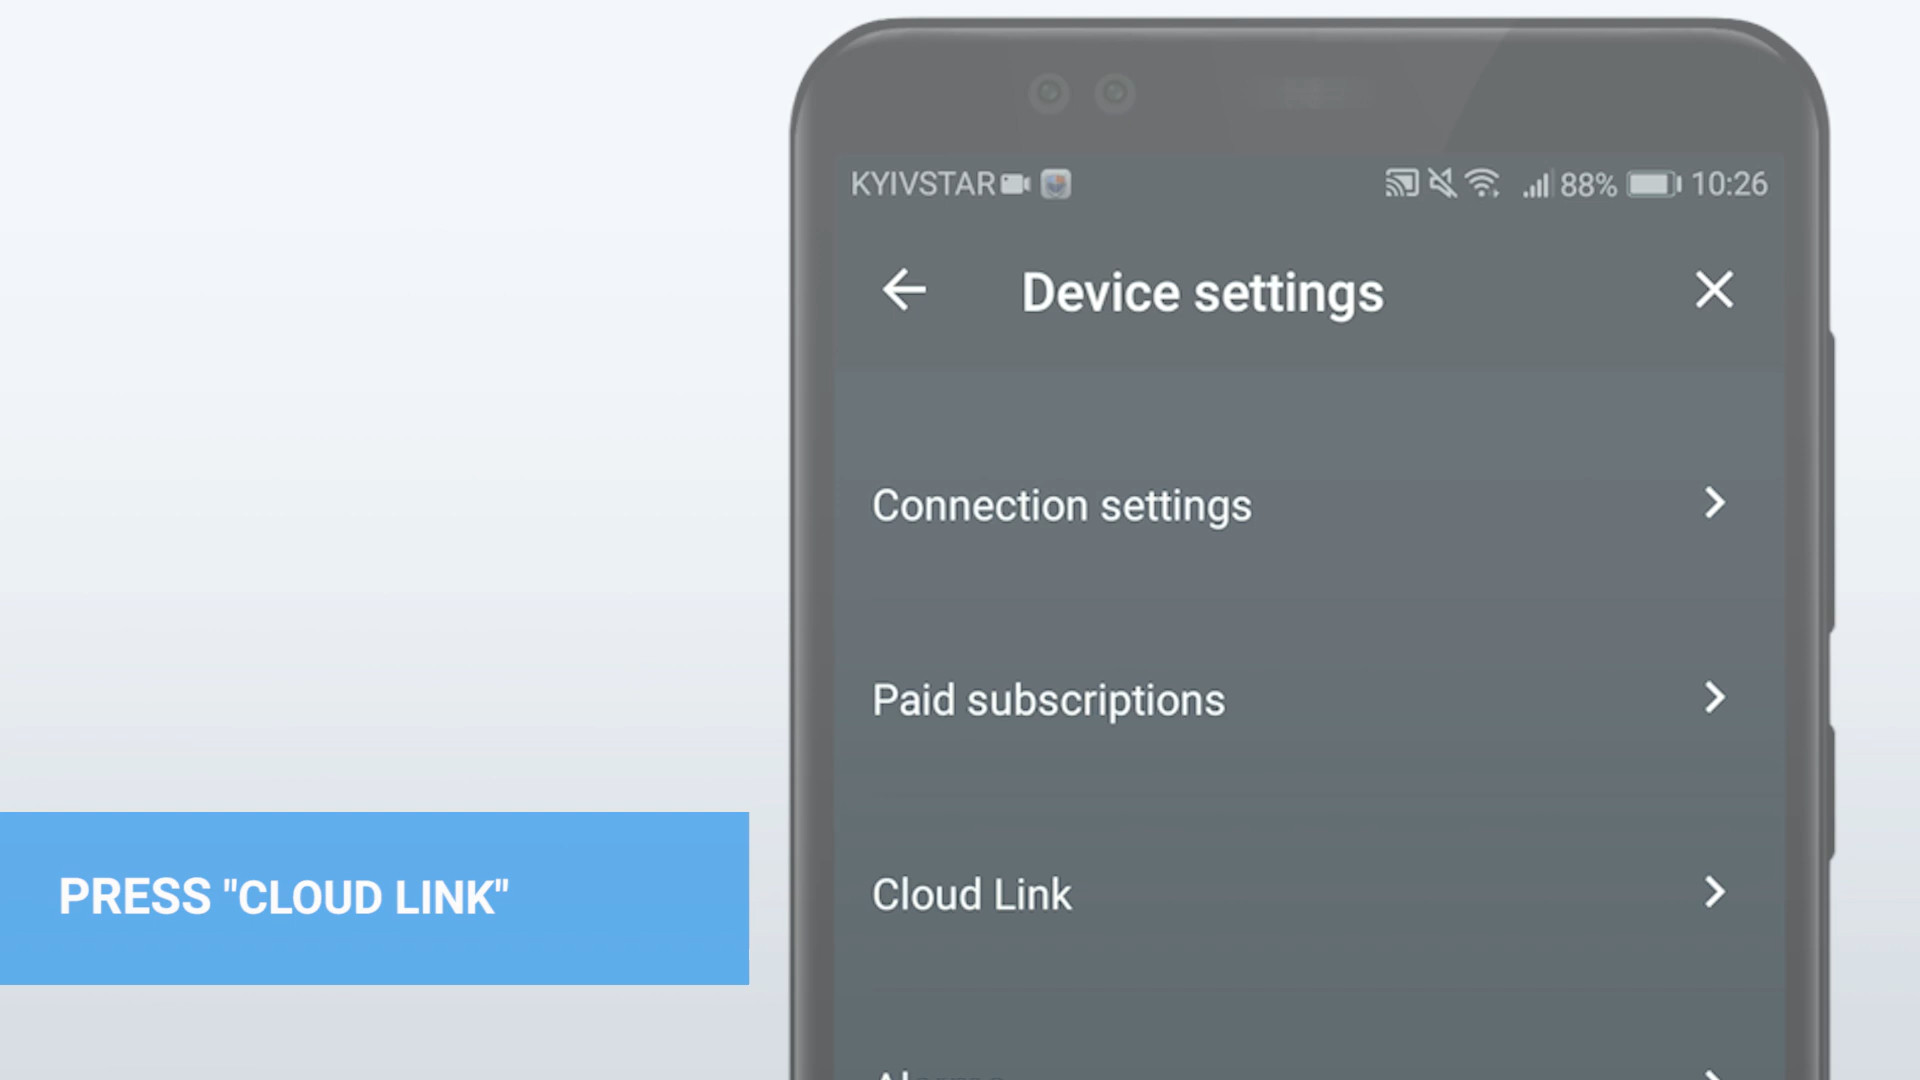 KYIVSTAR 88% 10:26
Device settings
Connection settings
Paid subscriptions
Cloud Link
PRESS "CLOUD LINK"